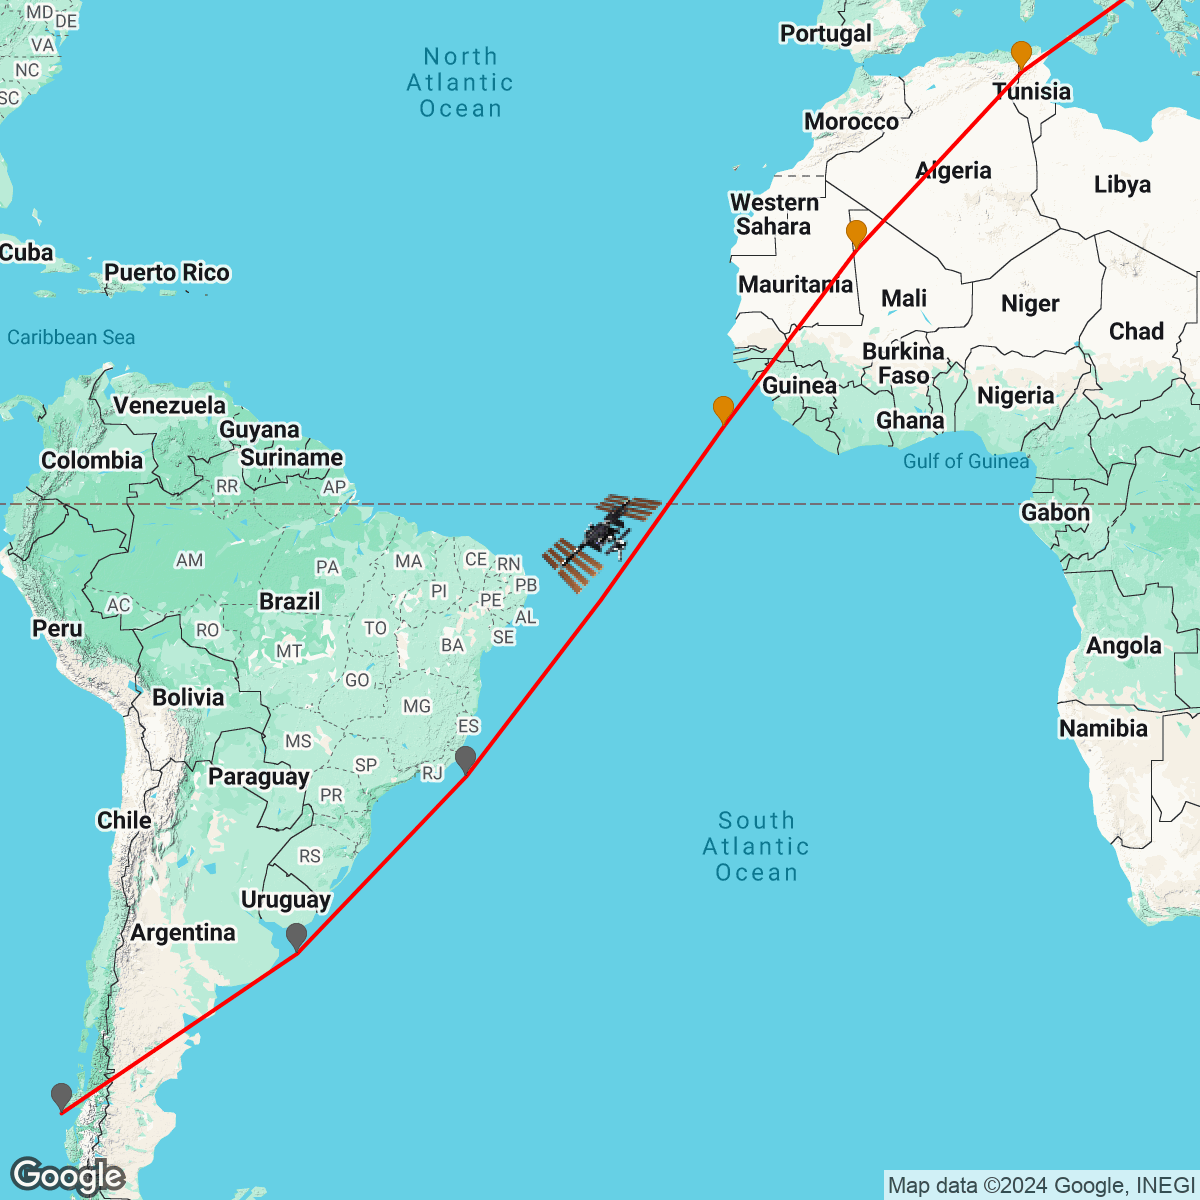 MD
DE
VA
NC
SC
North
Atlantic
Ocean
Portugal
Tunisia
Morocco
Algeria
Libya
Western
Sahara
Cuba
Puerto Rico
Mauritania
Mali
Niger
Chad
Caribbean Sea
Burkina
Faso
Guinea
Nigeria
Ghana
Venezuela
Guyana
Suriname
Colombia
Gulf of Guinea
RR
AP
Gabon
AM
PA
MA
CE
RN
PI
PB
PE
AL
SE
Brazil
AC
RO
TO
BA
MT
Peru
Angola
GO
Bolivia
MG
ES
Namibia
MS
SP
RJ
Paraguay
PR
Chile
South
Atlantic
Ocean
RS
Uruguay
Argentina
Google
Map data ©2024 Google, INEGI